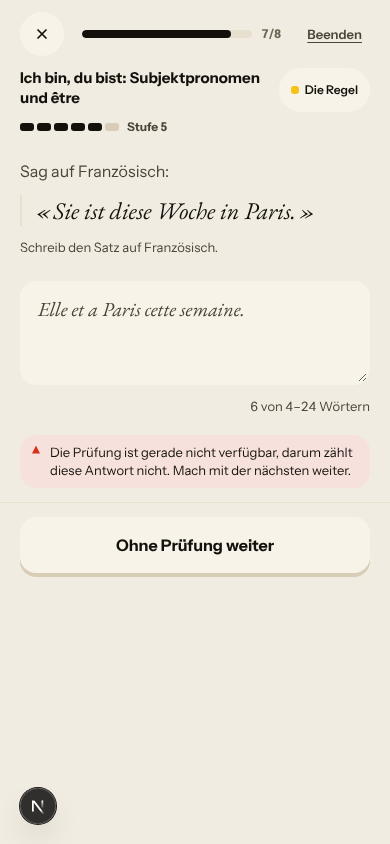 7/8
Beenden
Ich bin, du bist: Subjektpronomen
und être
Die Regel
Stufe 5
Sag auf Französisch:
« Sie ist diese Woche in Paris. »
Schreib den Satz auf Französisch.
Elle et a Paris cette semaine.
6 von 4–24 Wörtern
Die Prüfung ist gerade nicht verfügbar, darum zählt
diese Antwort nicht. Mach mit der nächsten weiter.
Ohne Prüfung weiter
N